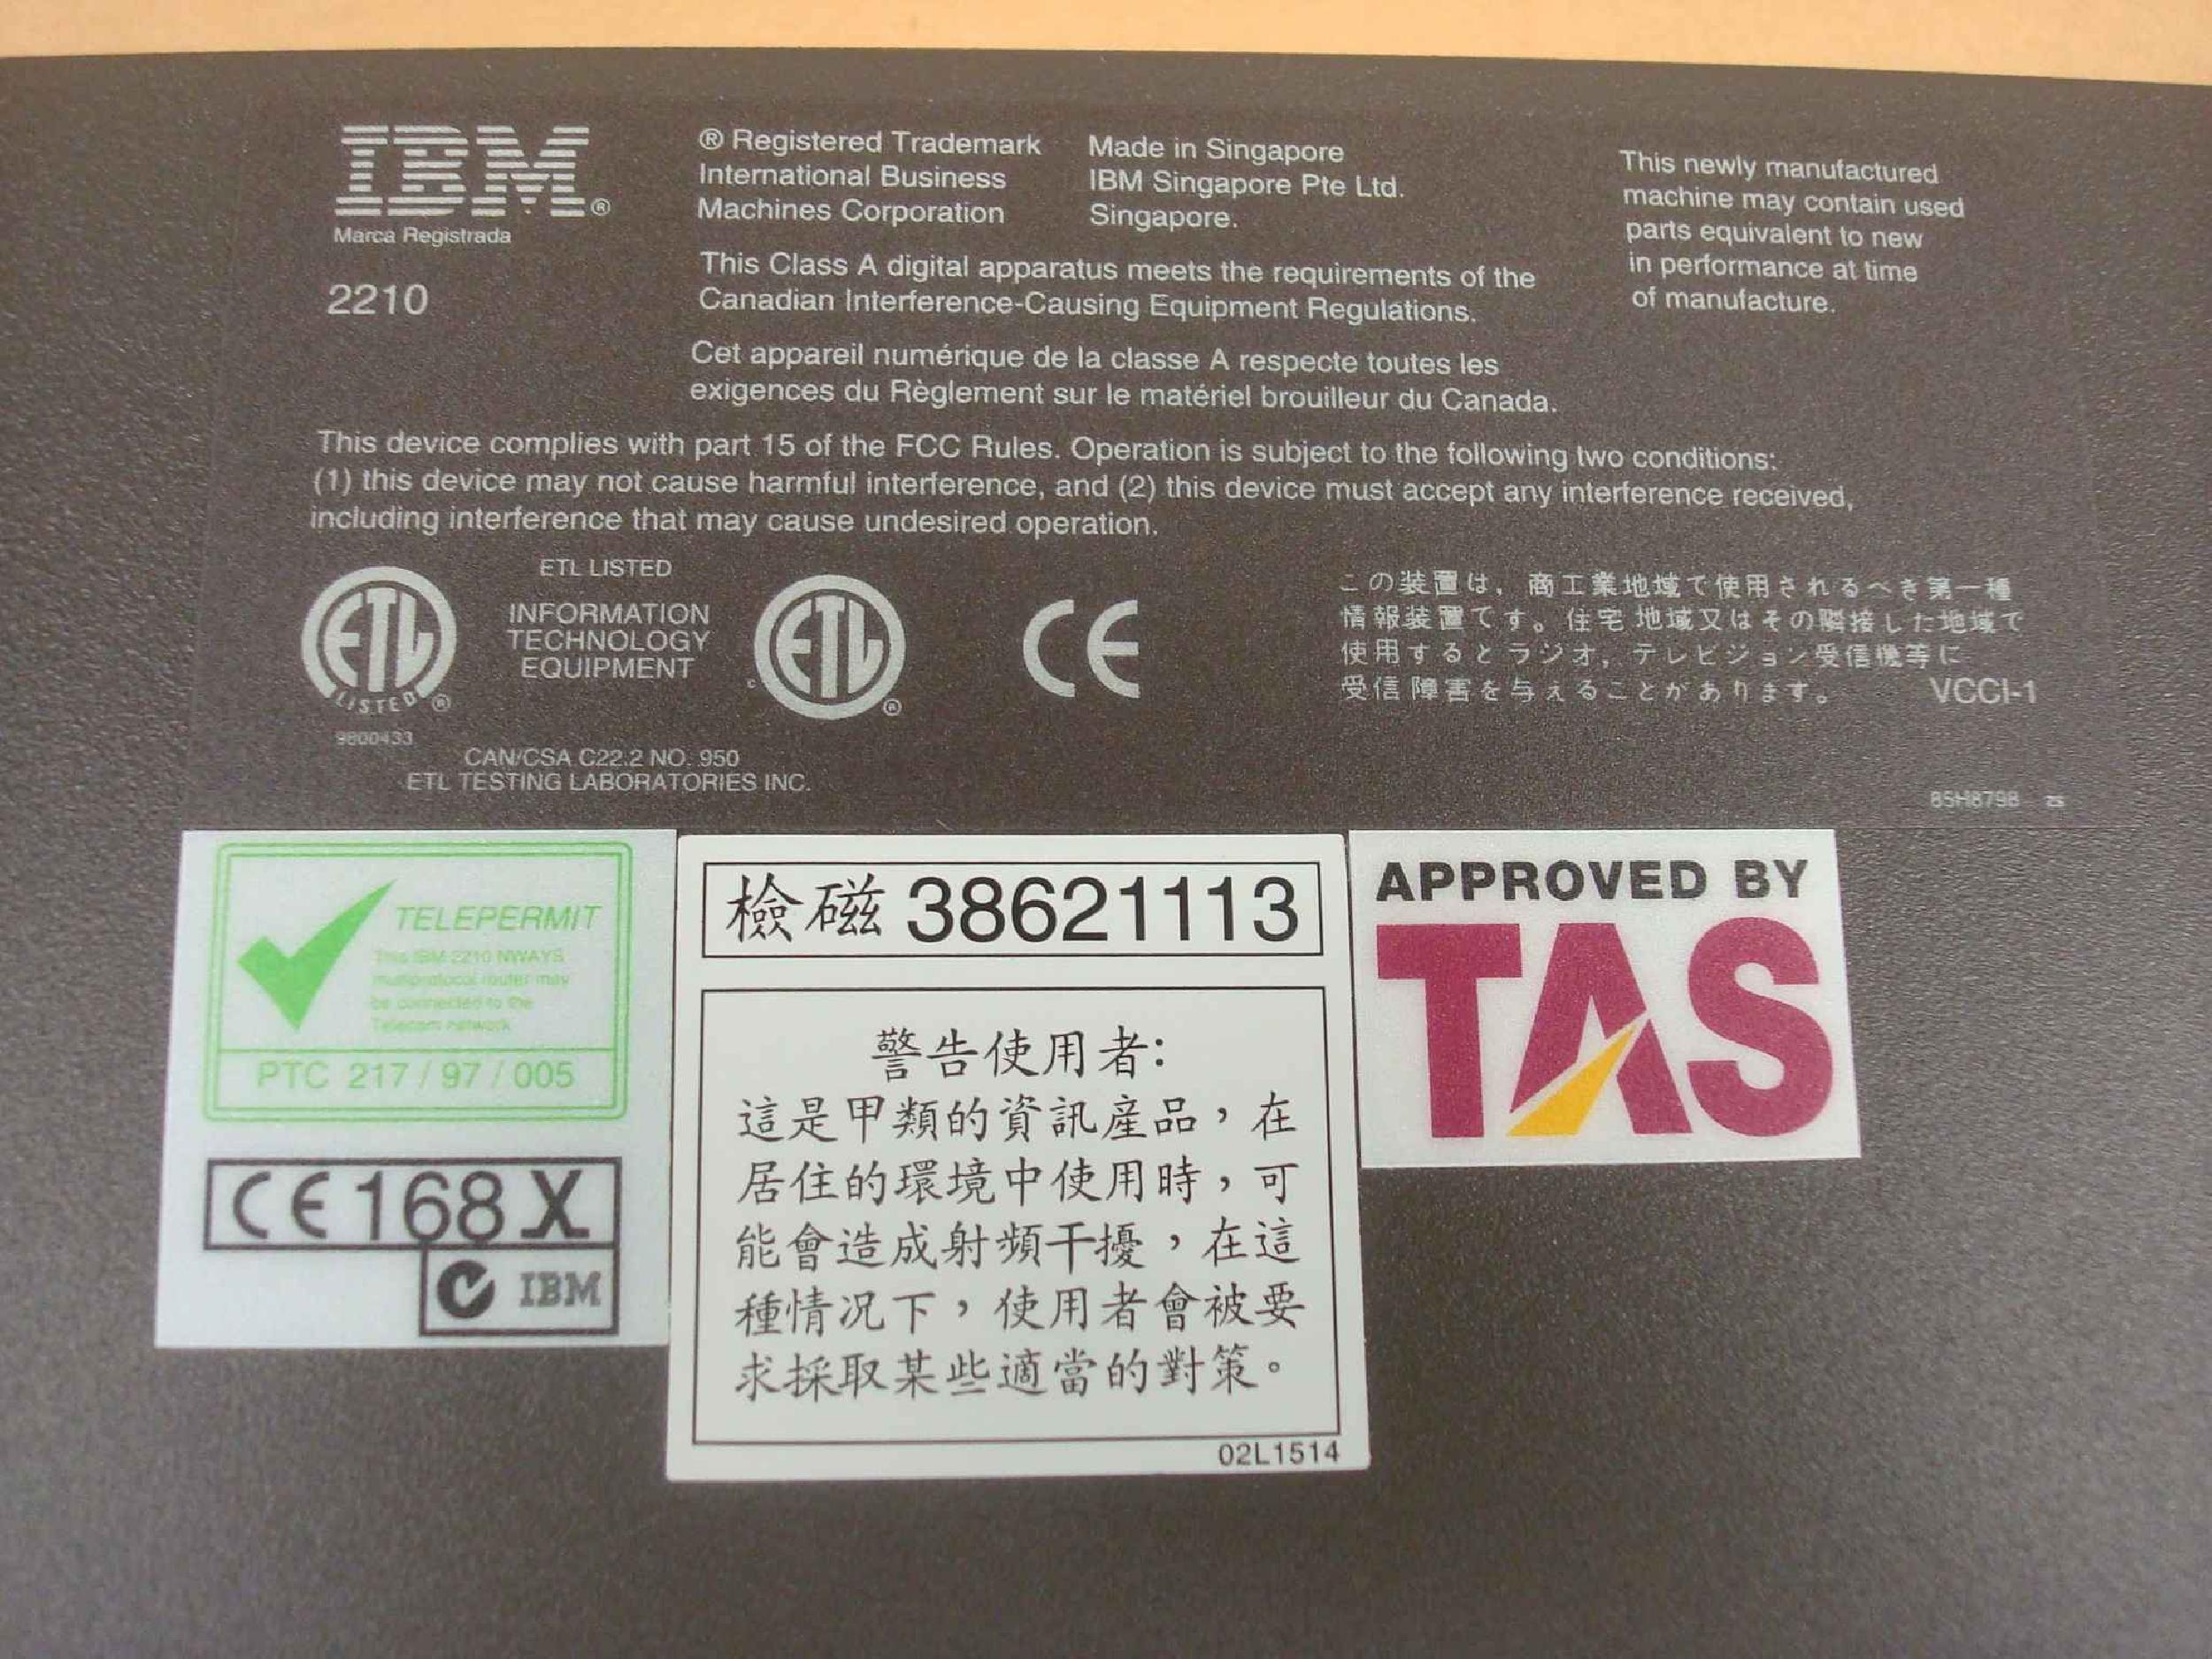 IBM®
Marca Registrada
2210
® Registered Trademark
International Business
Machines Corporation
Made in Singapore
IBM Singapore Pte Ltd.
Singapore.
This newly manufactured
machine may contain used
parts equivalent to new
in performance at time
of manufacture.
This Class A digital apparatus meets the requirements of the
Canadian Interference-Causing Equipment Regulations.
Cet appareil numérique de la classe A respecte toutes les
exigences du Règlement sur le matériel brouilleur du Canada.
This device complies with part 15 of the FCC Rules. Operation is subject to the following two conditions:
(1) this device may not cause harmful interference, and (2) this device must accept any interference received,
including interference that may cause undesired operation.
ETL
LISTED ®
9800433
ETL LISTED
INFORMATION
TECHNOLOGY
EQUIPMENT
c ETL ®
CAN/CSA C22.2 NO. 950
ETL TESTING LABORATORIES INC.
CE
この装置は、商工業地域で使用されるべき第一種
情報装置です。住宅地域又はその隣接した地域で
使用するとラジオ、テレビジョン受信機等に
受信障害を与えることがあります。 VCCI-1
85H8798
TELEPERMIT
This IBM 2210 NWAYS
multiprotocol router may
be connected to the
Telecom network
PTC 217 / 97 / 005
CE 168 X
IBM
檢磁 38621113
警告使用者:
這是甲類的資訊產品，在
居住的環境中使用時，可
能會造成射頻干擾，在這
種情況下，使用者會被要
求採取某些適當的對策。
02L1514
APPROVED BY
TAS